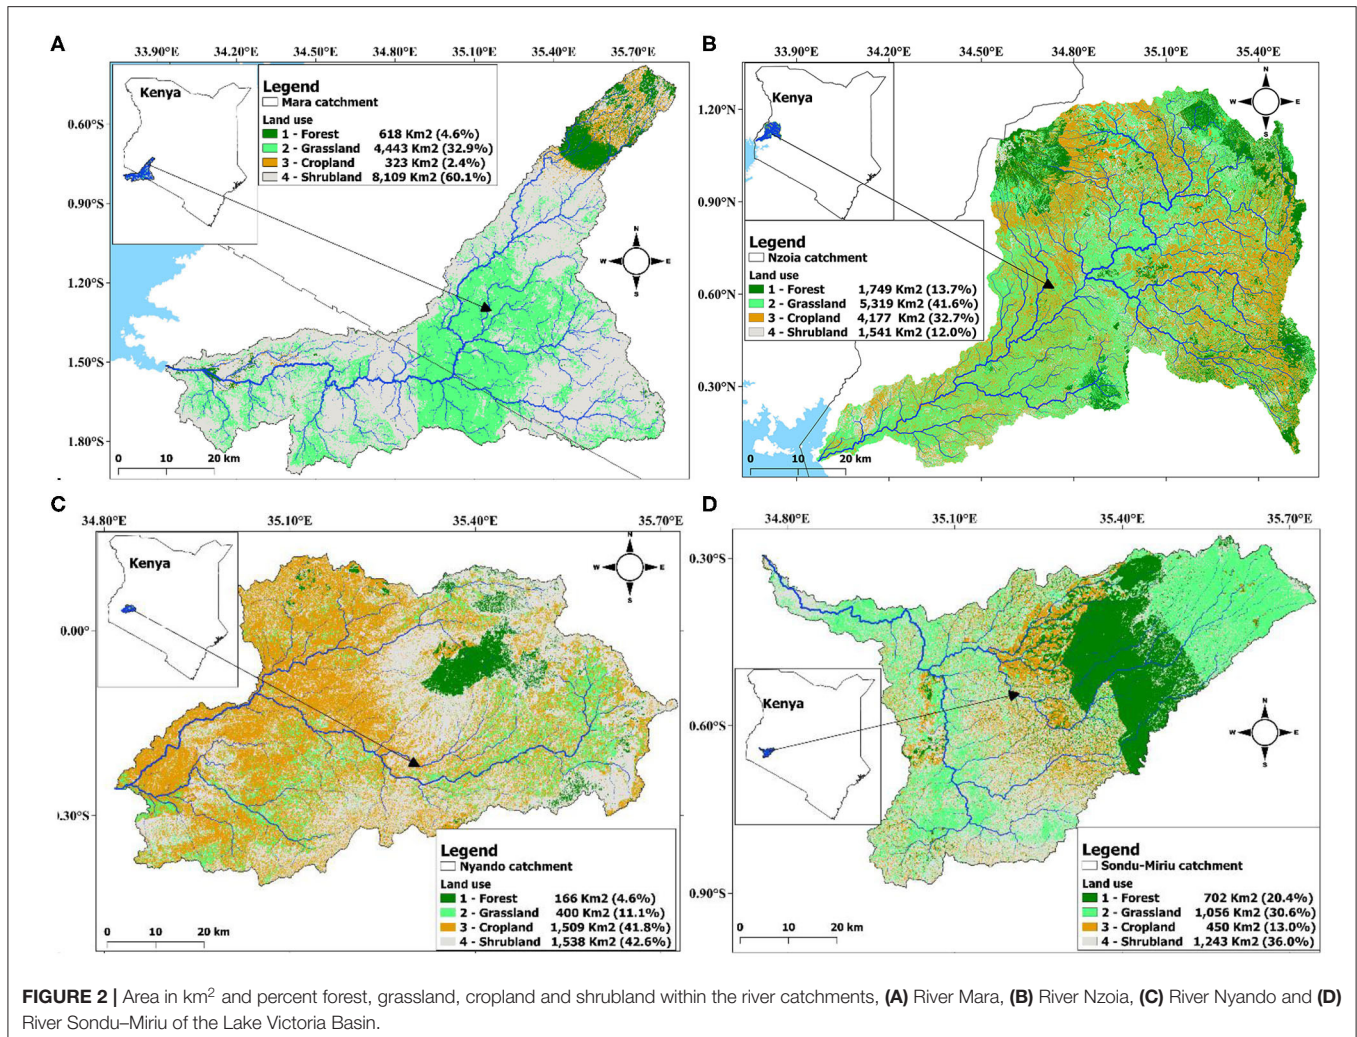 A
33.90°E 34.20°E 34.50°E 34.80°E 35.10°E 35.40°E 35.70°E
Kenya
Legend
Mara catchment
Land use
1 - Forest 618 Km2 (4.6%)
2 - Grassland 4,443 Km2 (32.9%)
3 - Cropland 323 Km2 (2.4%)
4 - Shrubland 8,109 Km2 (60.1%)
0.60°S
0.90°S
1.20°S
1.50°S
1.80°S
N
W E
S
0 10 20 km
B
33.90°E 34.20°E 34.50°E 34.80°E 35.10°E 35.40°E
Kenya
1.20°N
0.90°N
0.60°N
0.30°N
N
W E
S
Legend
Nzoia catchment
Land use
1 - Forest 1,749 Km2 (13.7%)
2 - Grassland 5,319 Km2 (41.6%)
3 - Cropland 4,177 Km2 (32.7%)
4 - Shrubland 1,541 Km2 (12.0%)
0 10 20 km
C
34.80°E 35.10°E 35.40°E 35.70°E
Kenya
N
W E
S
0.00°
.30°S
Legend
Nyando catchment
Land use
1 - Forest 166 Km2 (4.6%)
2 - Grassland 400 Km2 (11.1%)
3 - Cropland 1,509 Km2 (41.8%)
4 - Shrubland 1,538 Km2 (42.6%)
0 10 20 km
D
34.80°E 35.10°E 35.40°E 35.70°E
0.30°S
0.60°S
0.90°S
Kenya
N
W E
S
Legend
Sondu-Miriu catchment
Land use
1 - Forest 702 Km2 (20.4%)
2 - Grassland 1,056 Km2 (30.6%)
3 - Cropland 450 Km2 (13.0%)
4 - Shrubland 1,243 Km2 (36.0%)
0 10 20 km
FIGURE 2 | Area in km² and percent forest, grassland, cropland and shrubland within the river catchments, (A) River Mara, (B) River Nzoia, (C) River Nyando and (D)
River Sondu–Miriu of the Lake Victoria Basin.